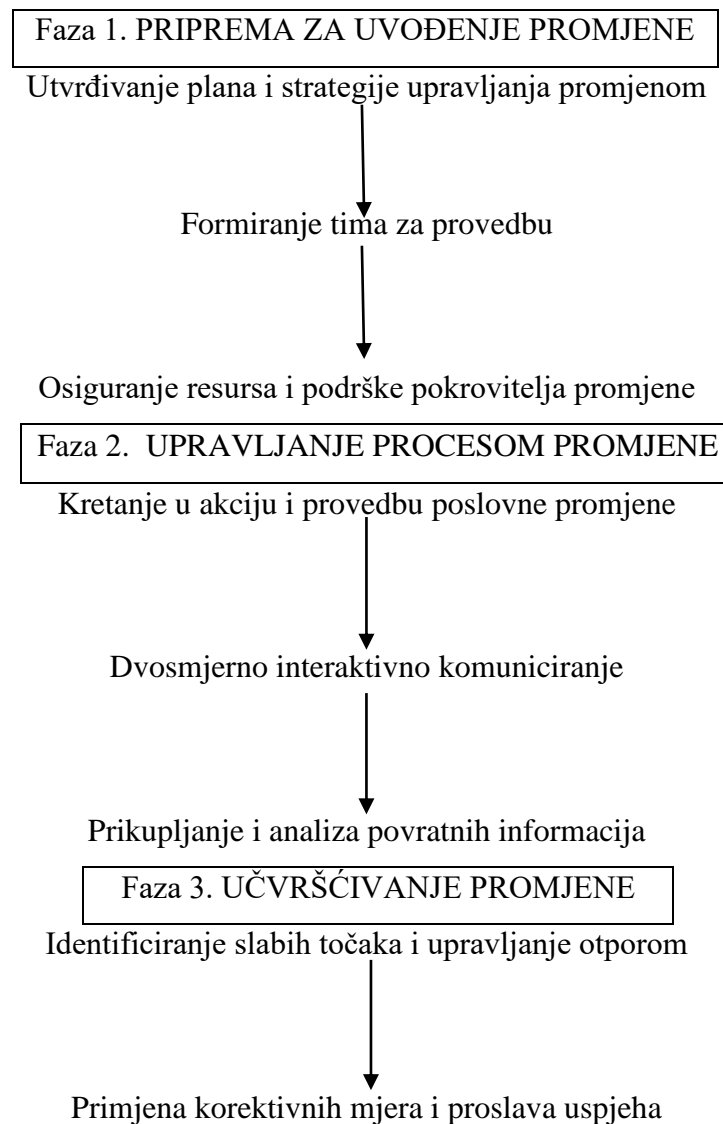 Faza 1. PRIPREMA ZA UVOĐENJE PROMJENE
Utvrđivanje plana i strategije upravljanja promjenom
Formiranje tima za provedbu
Osiguranje resursa i podrške pokrovitelja promjene
Faza 2. UPRAVLJANJE PROCESOM PROMJENE
Kretanje u akciju i provedbu poslovne promjene
Dvosmjerno interaktivno komuniciranje
Prikupljanje i analiza povratnih informacija
Faza 3. UČVRŠĆIVANJE PROMJENE
Identificiranje slabih točaka i upravljanje otporom
Primjena korektivnih mjera i proslava uspjeha